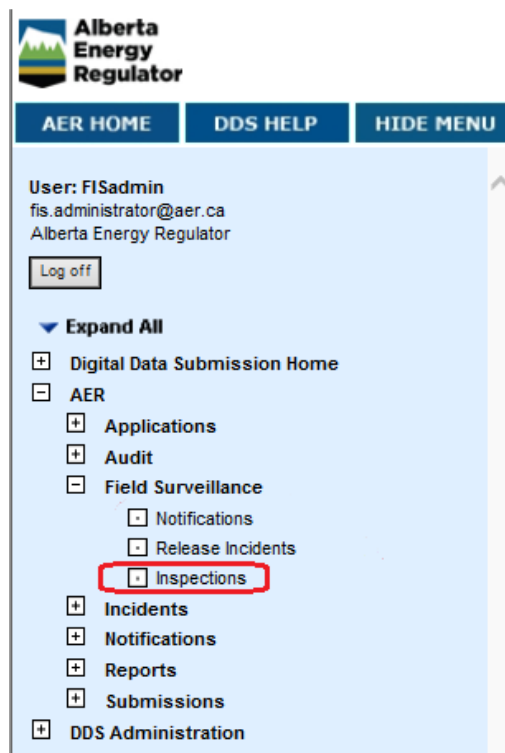 Alberta
Energy
Regulator
AER HOME DDS HELP HIDE MENU
User: FISadmin
fis.administrator@aer.ca
Alberta Energy Regulator
Log off
Expand All
Digital Data Submission Home
AER
Applications
Audit
Field Surveillance
Notifications
Release Incidents
Inspections
Incidents
Notifications
Reports
Submissions
DDS Administration